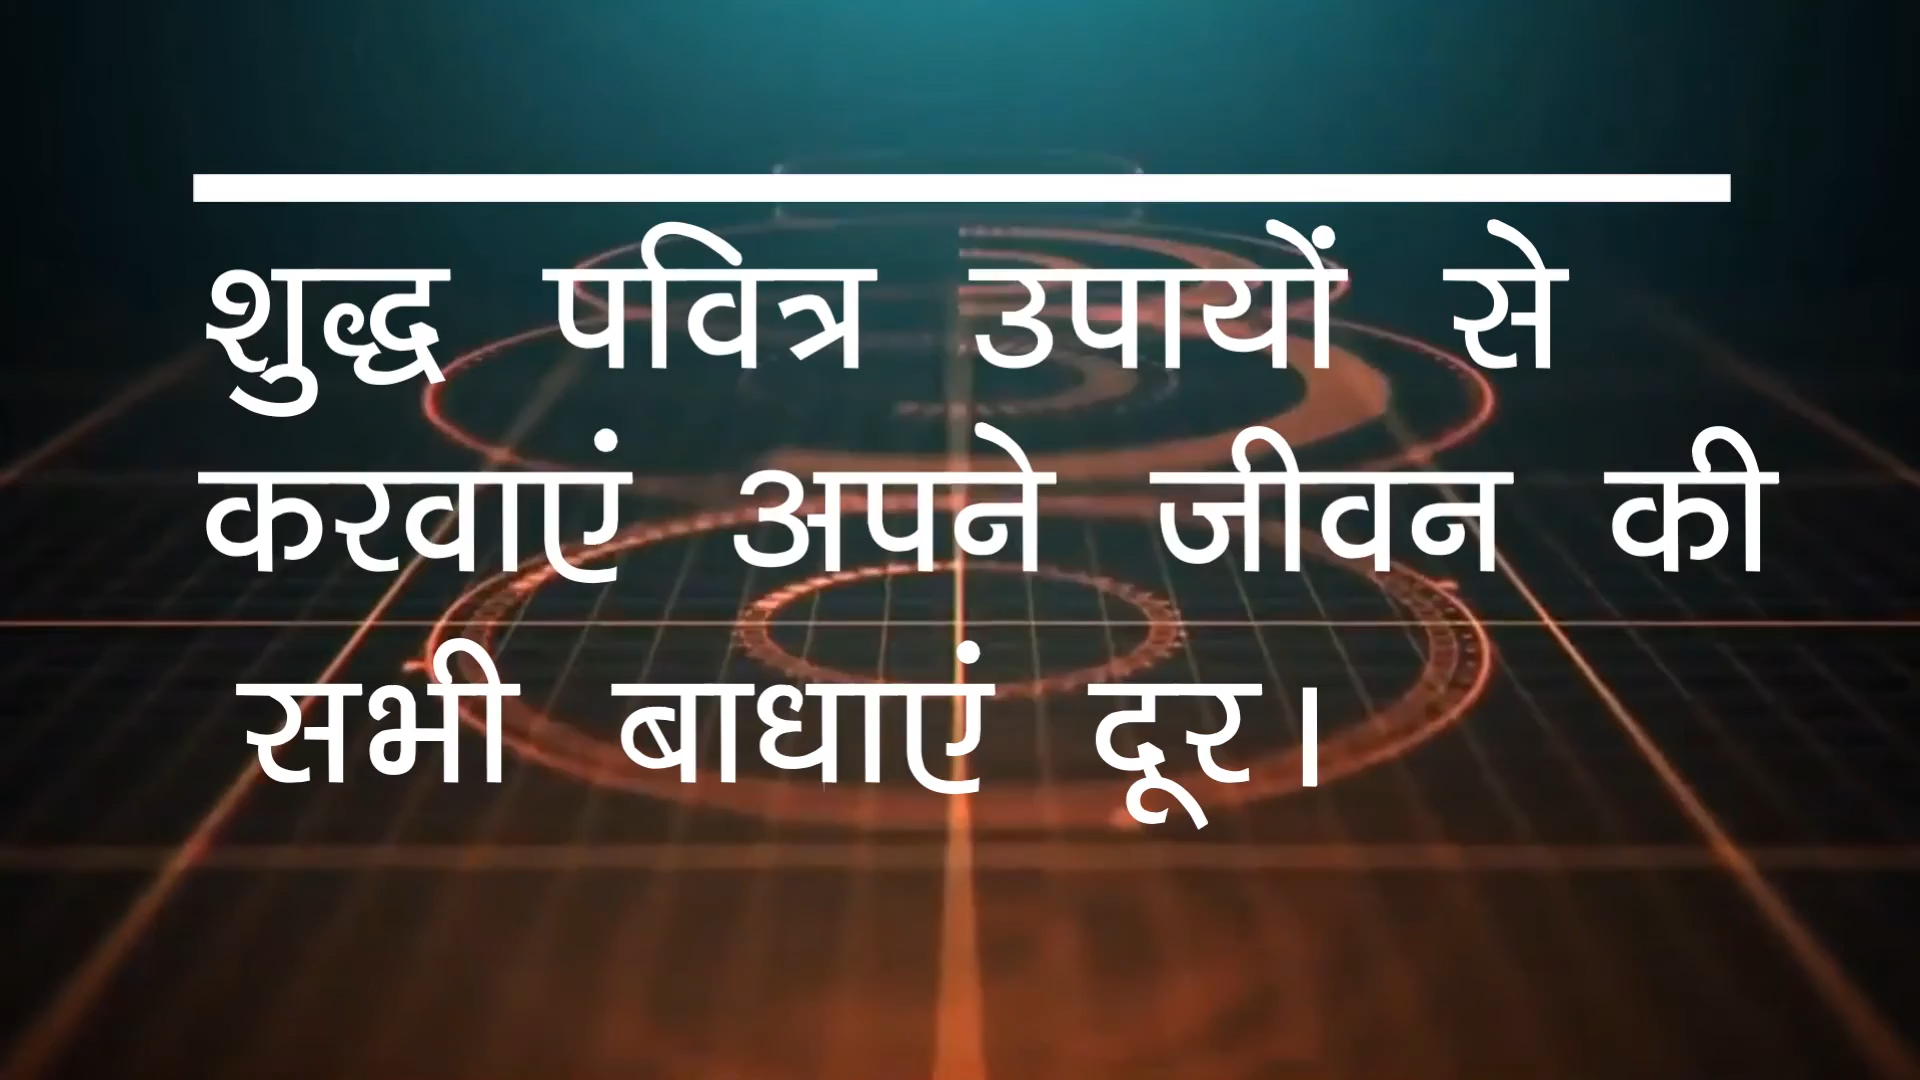 शुद्ध पवित्र उपायों से
करवाएं अपने जीवन की
सभी बाधाएं दूर।